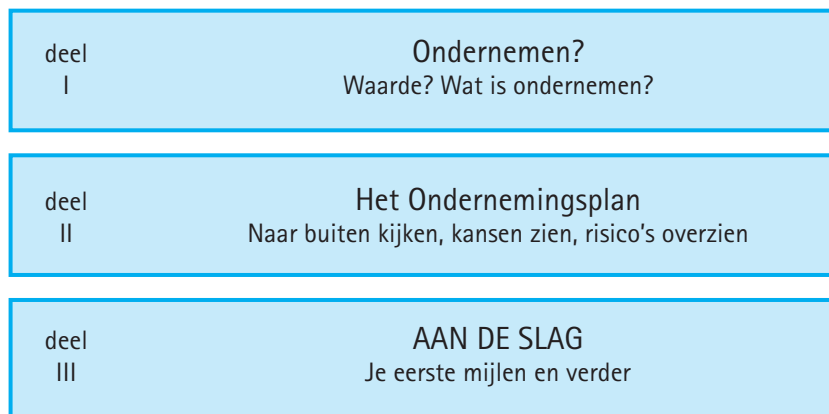 deel
I
Ondernemen?
Waarde? Wat is ondernemen?
deel
II
Het Ondernemingsplan
Naar buiten kijken, kansen zien, risico's overzien
deel
III
AAN DE SLAG
Je eerste mijlen en verder